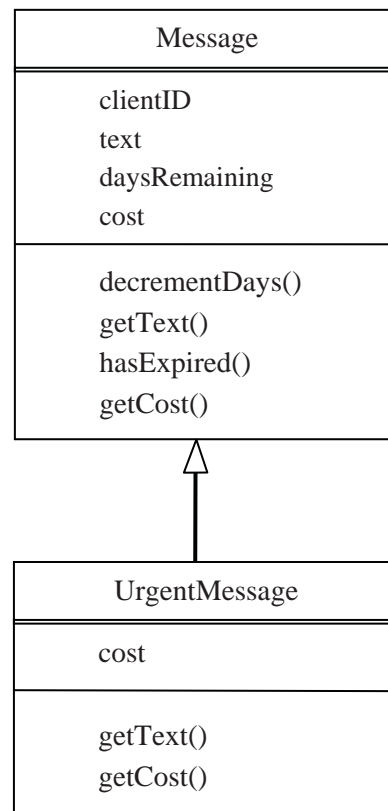 Message
clientID
text
daysRemaining
cost
decrementDays()
getText()
hasExpired()
getCost()
UrgentMessage
cost
getText()
getCost()